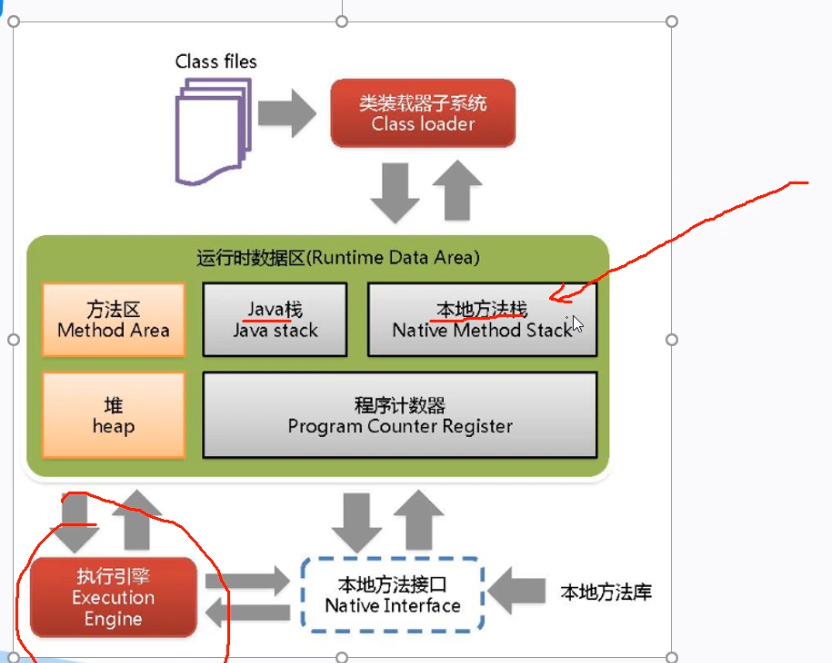 Class files
类装载器子系统
Class loader
运行时数据区(Runtime Data Area)
方法区
Method Area
Java栈
Java stack
本地方法栈
Native Method Stack
堆
heap
程序计数器
Program Counter Register
执行引擎
Execution
Engine
本地方法接口
Native Interface
本地方法库